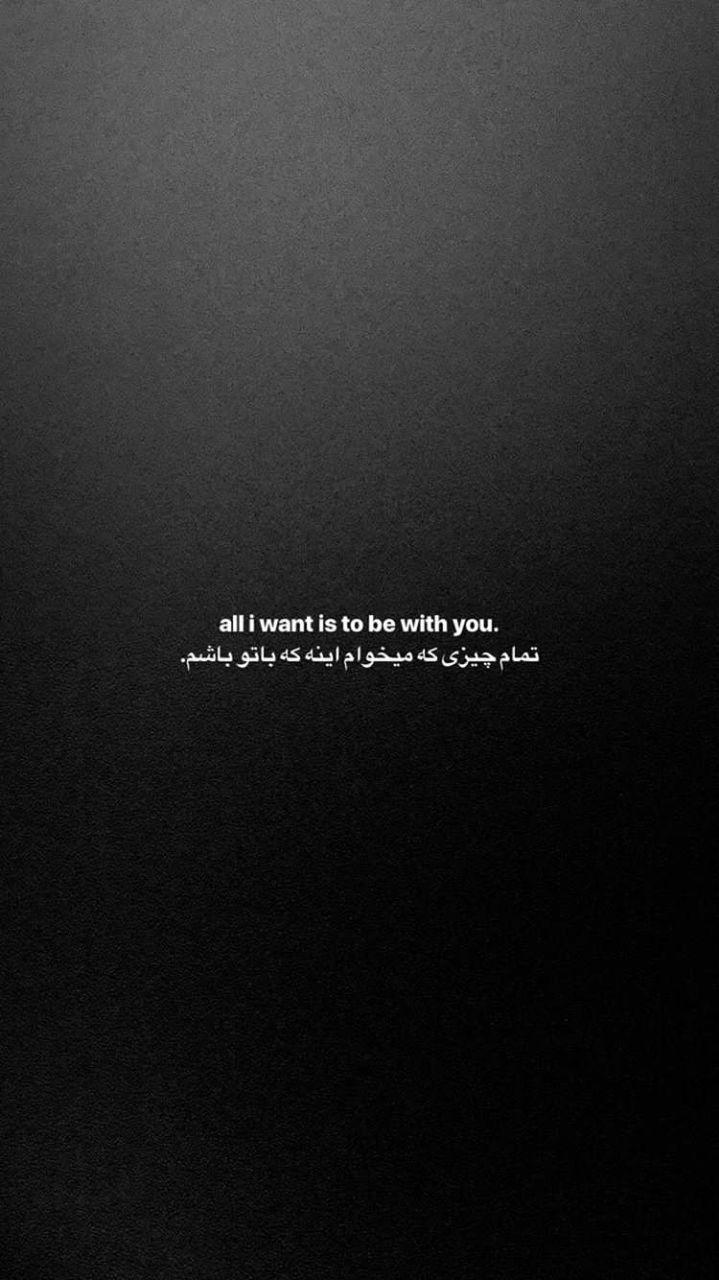 all i want is to be with you.
تمام چیزی که میخوام اینه که باتو باشم.